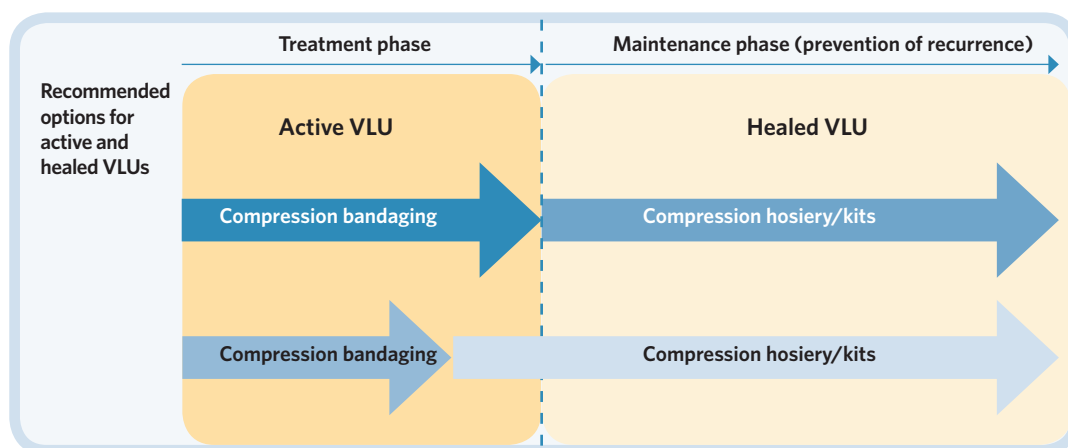 Treatment phase
Maintenance phase (prevention of recurrence)
Recommended
options for
active and
healed VLUs
Active VLU
Healed VLU
Compression bandaging
Compression hosiery/kits
Compression bandaging
Compression hosiery/kits